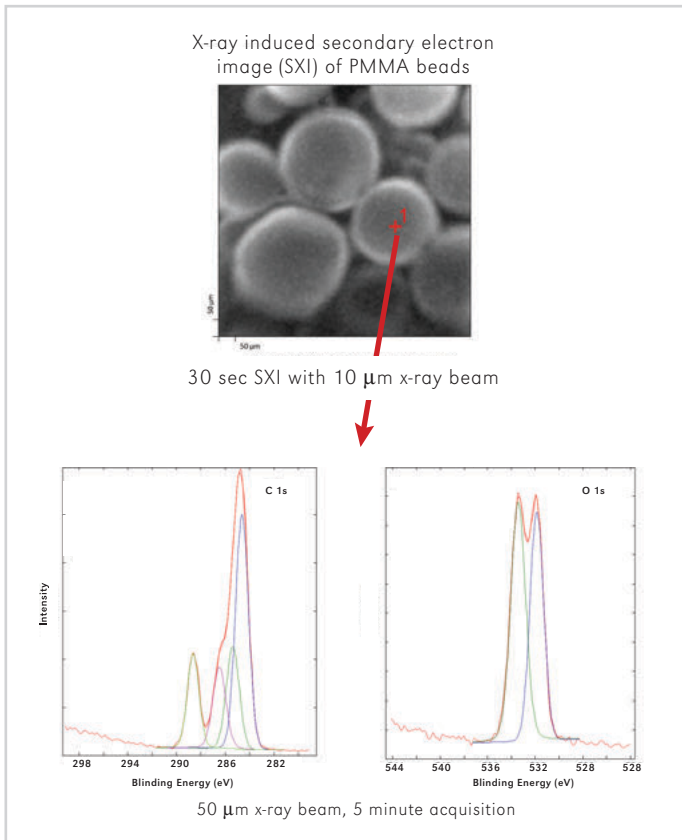 X-ray induced secondary electron
image (SXI) of PMMA beads
1
50 µm
50 µm
30 sec SXI with 10 µm x-ray beam
C 1s
O 1s
Intensity
298 294 290 286 282
544 540 536 532 528 528
Blinding Energy (eV)
Blinding Energy (eV)
50 µm x-ray beam, 5 minute acquisition